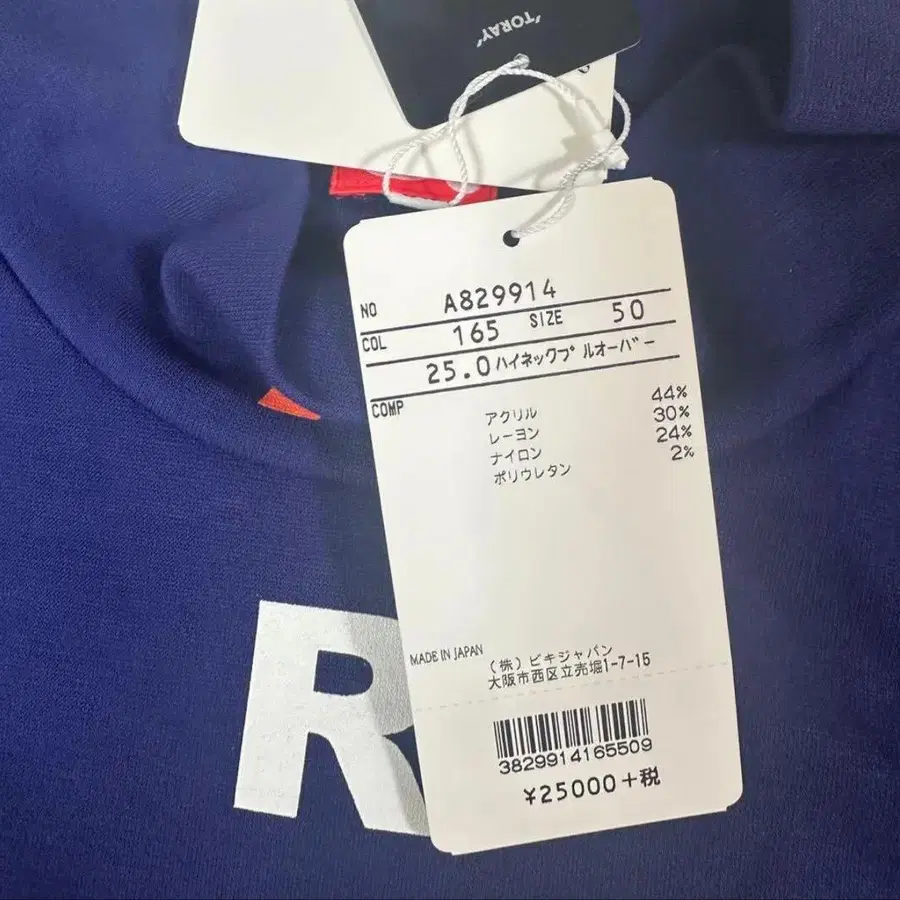 "TORAY"
NO A829914
COL 165 SIZE 50
25.0 ハイネックプルオーバー
COMP
アクリル 44%
レーヨン 30%
ナイロン 24%
ポリウレタン 2%
MADE IN JAPAN
(株)ビキジャパン
大阪市西区立売堀1-7-15
3829914165509
¥25000+税
R